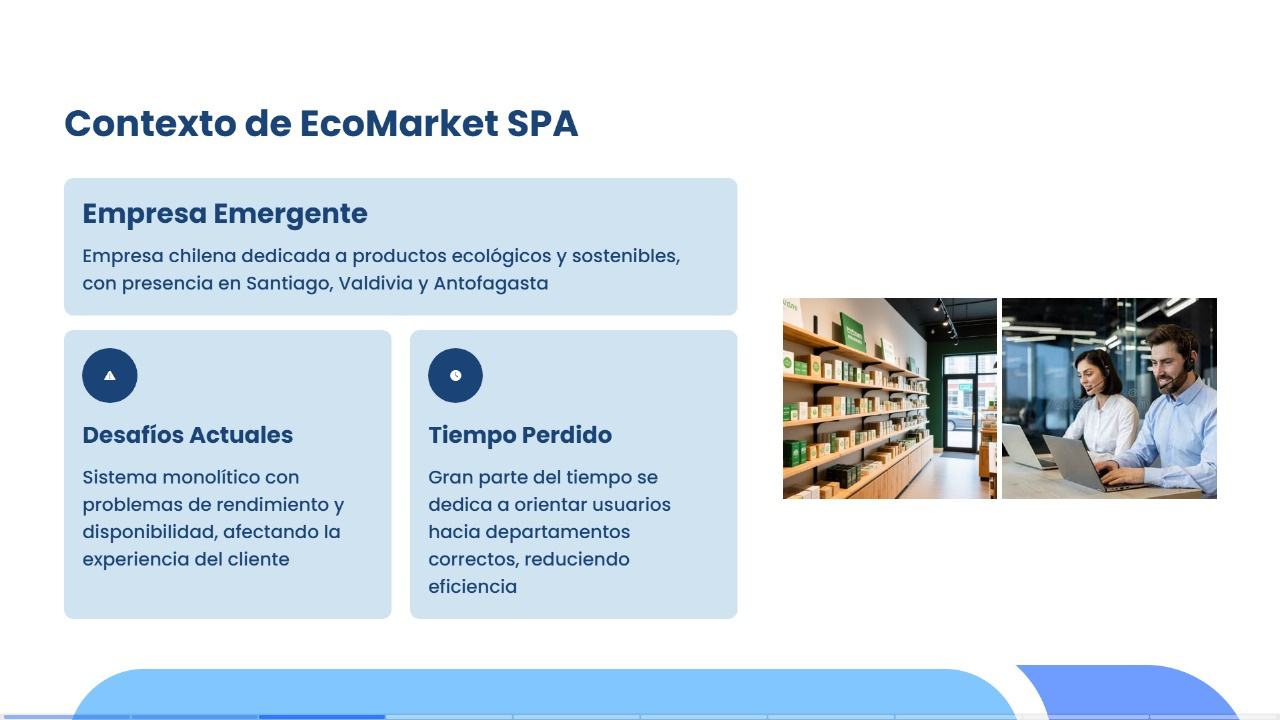 Contexto de EcoMarket SPA
Empresa Emergente
Empresa chilena dedicada a productos ecológicos y sostenibles,
con presencia en Santiago, Valdivia y Antofagasta
Desafíos Actuales
Sistema monolítico con
problemas de rendimiento y
disponibilidad, afectando la
experiencia del cliente
Tiempo Perdido
Gran parte del tiempo se
dedica a orientar usuarios
hacia departamentos
correctos, reduciendo
eficiencia